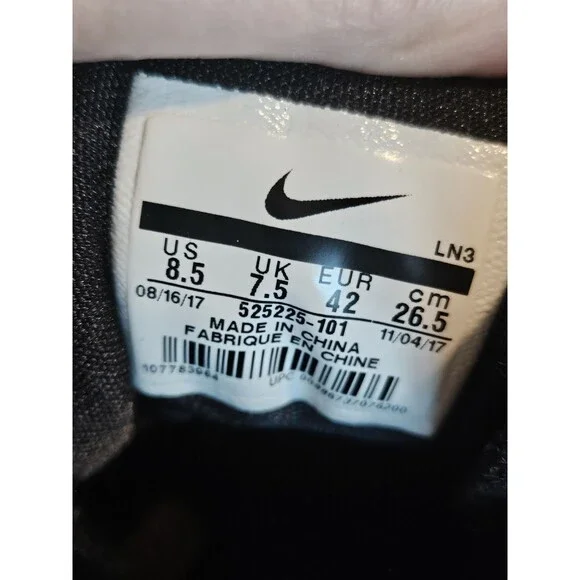 LN3
US UK EUR cm
8.5 7.5 42 26.5
08/16/17 525225-101 11/04/17
MADE IN CHINA
FABRIQUE EN CHINE
UPC